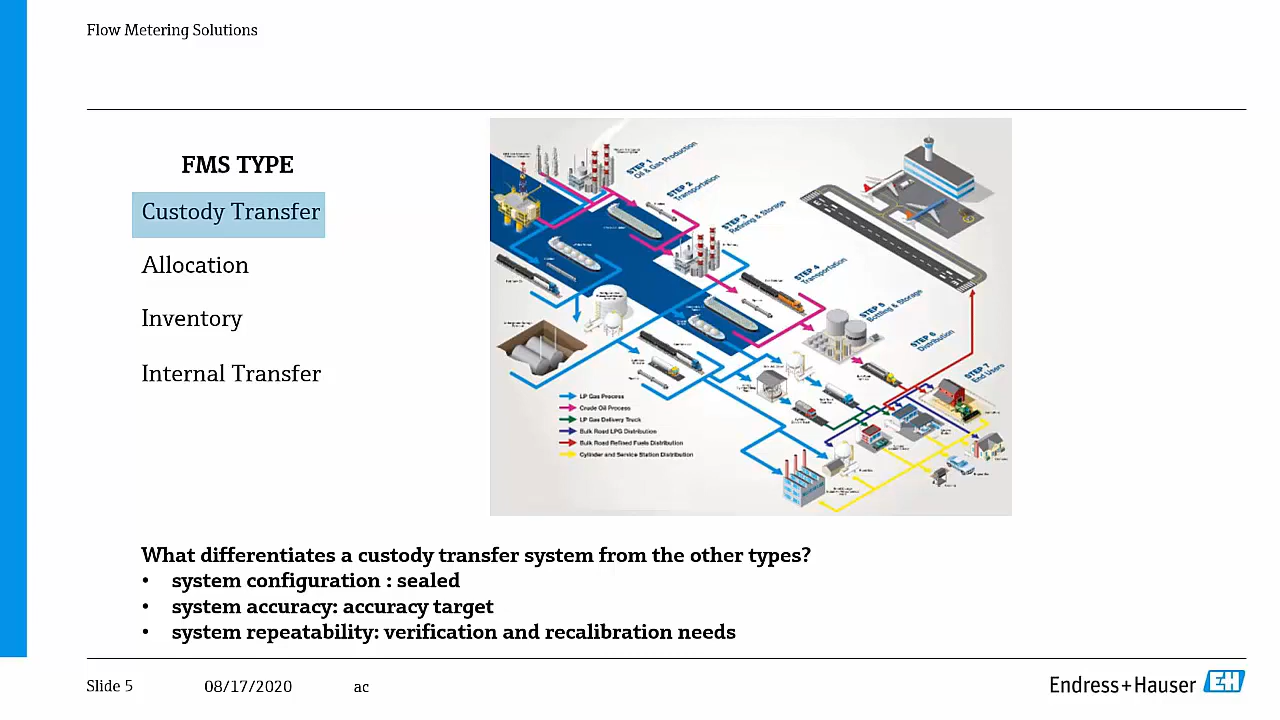 Flow Metering Solutions
FMS TYPE
Custody Transfer
Allocation
Inventory
Internal Transfer
STEP 1
Oil & Gas Production
STEP 2
Transportation
STEP 3
Refining & Storage
STEP 4
Transportation
STEP 5
Bottling & Storage
STEP 6
Distribution
STEP 7
End Users
LP Gas Process
Crude Oil Process
LP Gas Delivery Truck
Bulk Road LPG Distribution
Bulk Road Refined Fuels Distribution
Cylinder and Service Station Distribution
What differentiates a custody transfer system from the other types?
• system configuration : sealed
• system accuracy: accuracy target
• system repeatability: verification and recalibration needs
Slide 5
08/17/2020
ac
Endress+Hauser EH